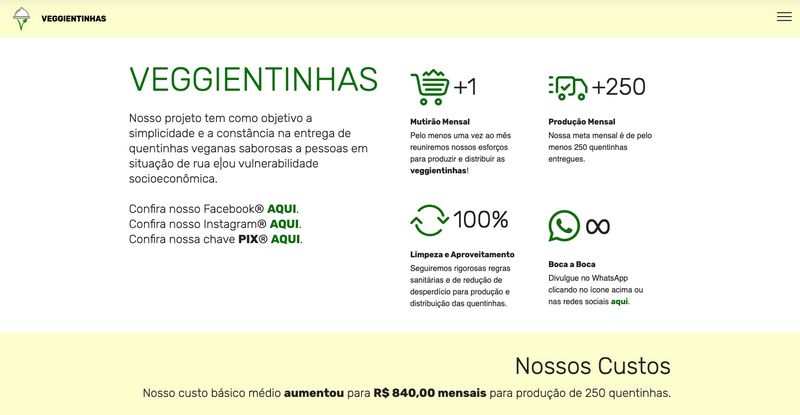 VEGGIENTINHAS
VEGGIENTINHAS
Nosso projeto tem como objetivo a
simplicidade e a constância na entrega de
quentinhas veganas saborosas a pessoas em
situação de rua e|ou vulnerabilidade
socioeconômica.
Confira nosso Facebook® AQUI.
Confira nosso Instagram® AQUI.
Confira nossa chave PIX® AQUI.
+1
Mutirão Mensal
Pelo menos uma vez ao mês
reuniremos nossos esforços
para produzir e distribuir as
veggientinhas!
+250
Produção Mensal
Nossa meta mensal é de pelo
menos 250 quentinhas
entregues.
100%
Limpeza e Aproveitamento
Seguiremos rigorosas regras
sanitárias e de redução de
desperdício para produção e
distribuição das quentinhas.
∞
Boca a Boca
Divulgue no WhatsApp
clicando no ícone acima ou
nas redes sociais aqui.
Nossos Custos
Nosso custo básico médio aumentou para R$ 840,00 mensais para produção de 250 quentinhas.